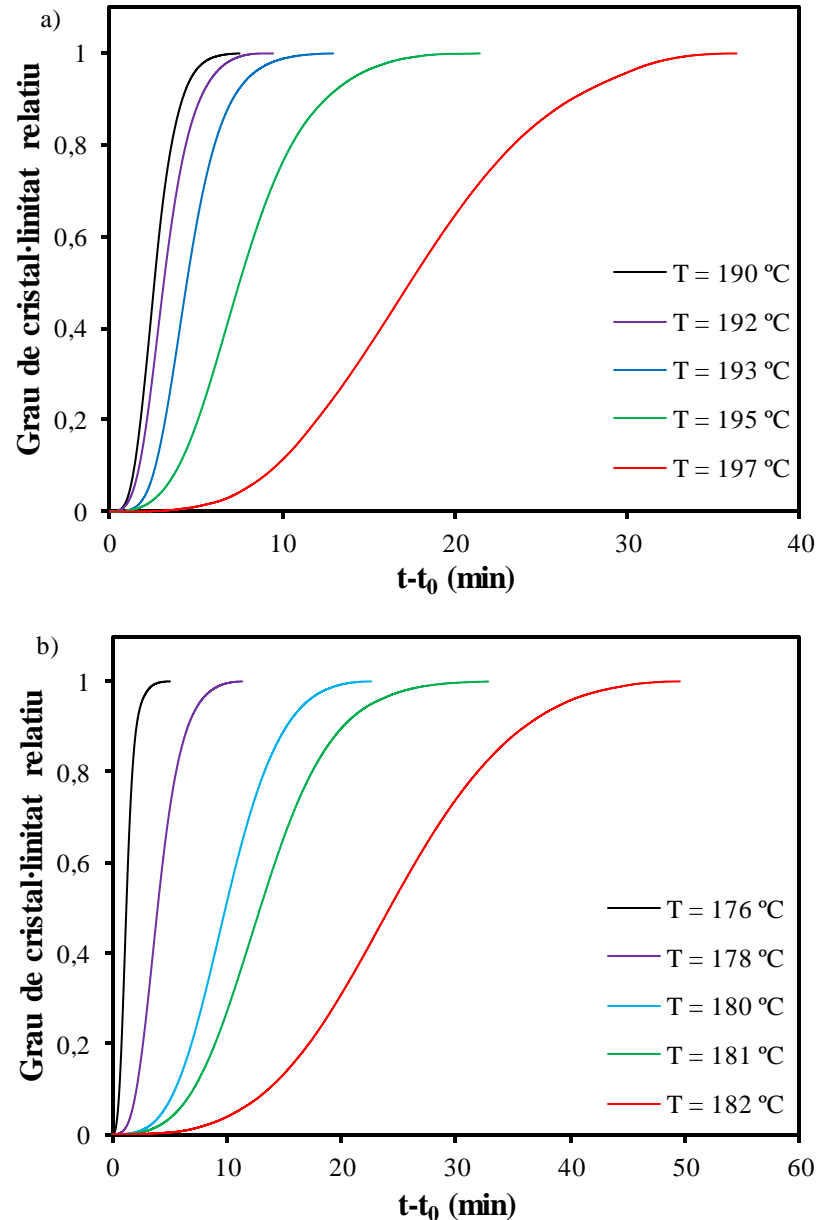 a)
Grau de cristal·linitat relatiu
1
0,8
0,6
0,4
0,2
0
T = 190 ºC
T = 192 ºC
T = 193 ºC
T = 195 ºC
T = 197 ºC
0 10 20 30 40
t-t0 (min)
b)
Grau de cristal·linitat relatiu
1
0,8
0,6
0,4
0,2
0
T = 176 ºC
T = 178 ºC
T = 180 ºC
T = 181 ºC
T = 182 ºC
0 10 20 30 40 50 60
t-t0 (min)